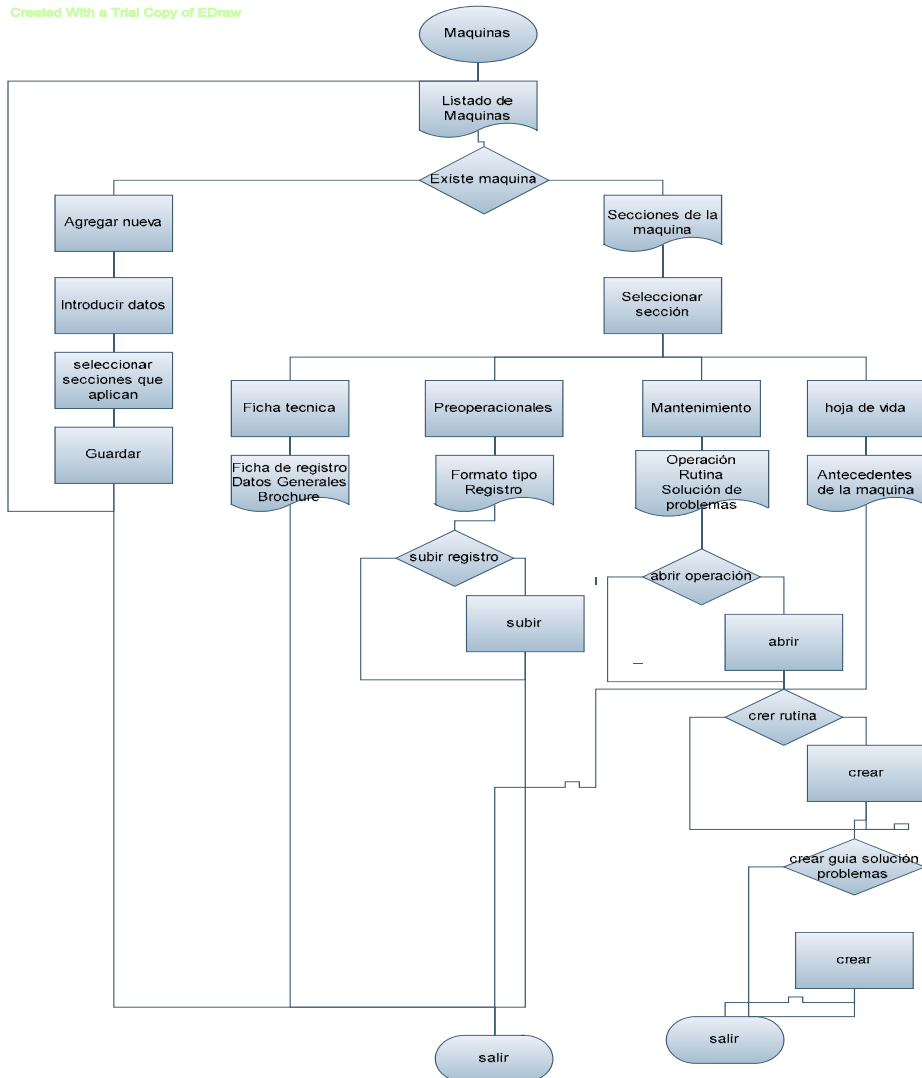 Created With a Trial Copy of EDraw
Maquinas
Listado de
Maquinas
Existe maquina
Agregar nueva
Secciones de la
maquina
Introducir datos
Seleccionar
sección
seleccionar
secciones que
aplican
Ficha tecnica
Preoperacionales
Mantenimiento
hoja de vida
Guardar
Ficha de registro
Datos Generales
Brochure
Formato tipo
Registro
Operación
Rutina
Solución de
problemas
Antecedentes
de la maquina
subir registro
abrir operación
subir
abrir
crer rutina
crear
crear guia solución
problemas
crear
salir
salir